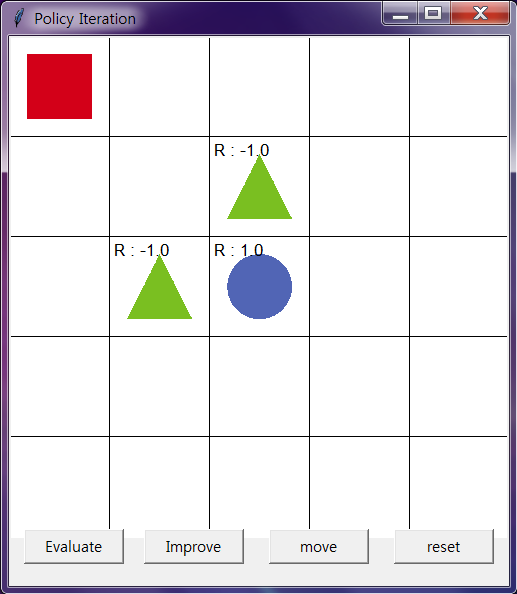 Policy Iteration
R : -1.0
R : -1.0 R : 1.0
Evaluate Improve move reset